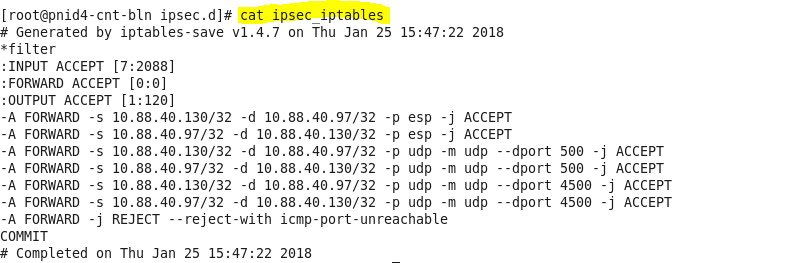 [root@pnid4-cnt-bln ipsec.d]# cat ipsec_iptables
# Generated by iptables-save v1.4.7 on Thu Jan 25 15:47:22 2018
*filter
:INPUT ACCEPT [7:2088]
:FORWARD ACCEPT [0:0]
:OUTPUT ACCEPT [1:120]
-A FORWARD -s 10.88.40.130/32 -d 10.88.40.97/32 -p esp -j ACCEPT
-A FORWARD -s 10.88.40.97/32 -d 10.88.40.130/32 -p esp -j ACCEPT
-A FORWARD -s 10.88.40.130/32 -d 10.88.40.97/32 -p udp -m udp --dport 500 -j ACCEPT
-A FORWARD -s 10.88.40.97/32 -d 10.88.40.130/32 -p udp -m udp --dport 500 -j ACCEPT
-A FORWARD -s 10.88.40.130/32 -d 10.88.40.97/32 -p udp -m udp --dport 4500 -j ACCEPT
-A FORWARD -s 10.88.40.97/32 -d 10.88.40.130/32 -p udp -m udp --dport 4500 -j ACCEPT
-A FORWARD -j REJECT --reject-with icmp-port-unreachable
COMMIT
# Completed on Thu Jan 25 15:47:22 2018